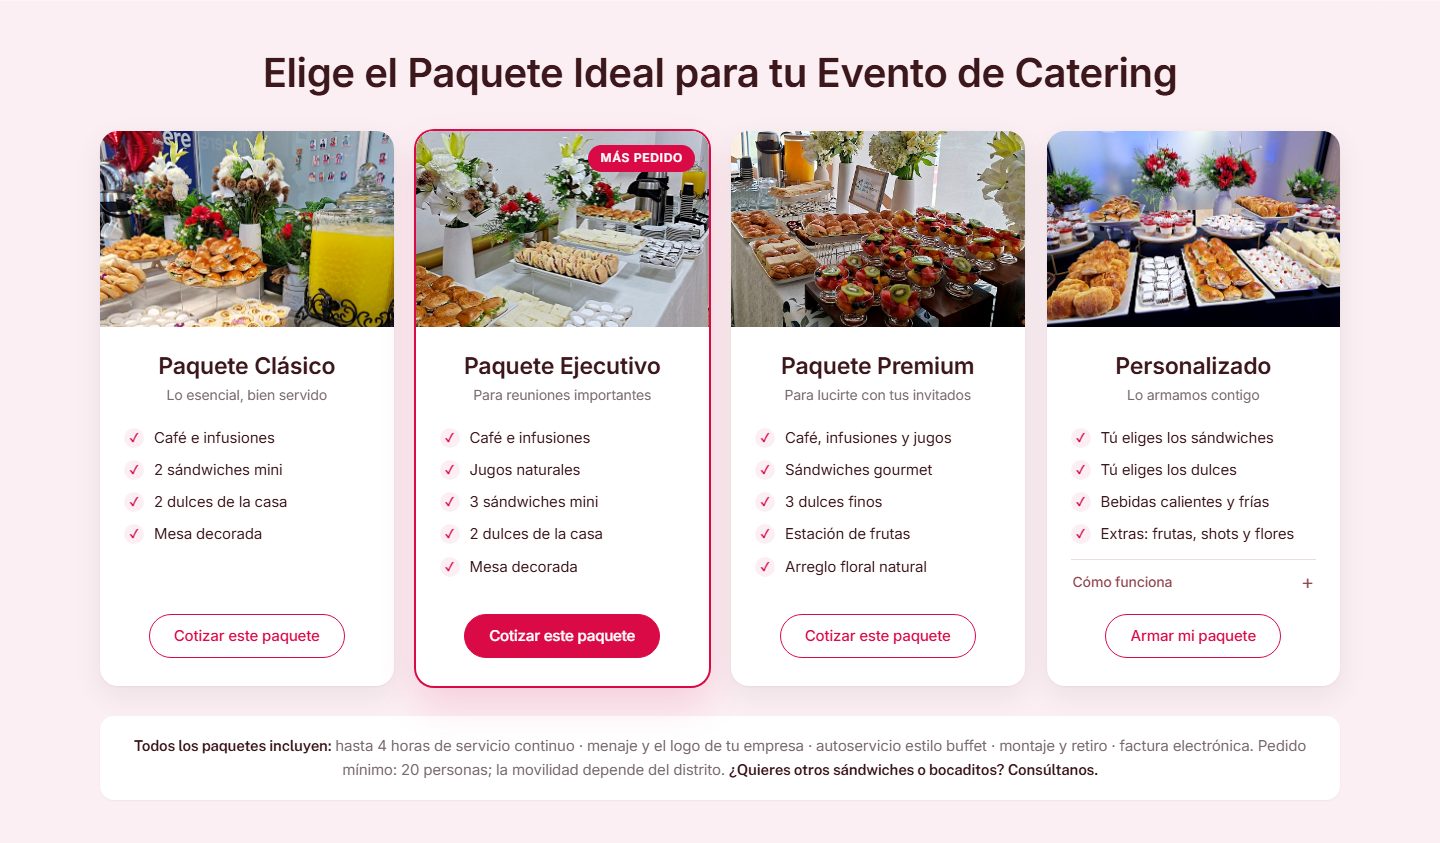 Elige el Paquete Ideal para tu Evento de Catering
ere
MÁS PEDIDO
Paquete Clásico
Lo esencial, bien servido
✓ Café e infusiones
✓ 2 sándwiches mini
✓ 2 dulces de la casa
✓ Mesa decorada
Cotizar este paquete
Paquete Ejecutivo
Para reuniones importantes
✓ Café e infusiones
✓ Jugos naturales
✓ 3 sándwiches mini
✓ 2 dulces de la casa
✓ Mesa decorada
Cotizar este paquete
Paquete Premium
Para lucirte con tus invitados
✓ Café, infusiones y jugos
✓ Sándwiches gourmet
✓ 3 dulces finos
✓ Estación de frutas
✓ Arreglo floral natural
Cotizar este paquete
Personalizado
Lo armamos contigo
✓ Tú eliges los sándwiches
✓ Tú eliges los dulces
✓ Bebidas calientes y frías
✓ Extras: frutas, shots y flores
Cómo funciona +
Armar mi paquete
Todos los paquetes incluyen: hasta 4 horas de servicio continuo · menaje y el logo de tu empresa · autoservicio estilo buffet · montaje y retiro · factura electrónica. Pedido
mínimo: 20 personas; la movilidad depende del distrito. ¿Quieres otros sándwiches o bocaditos? Consúltanos.